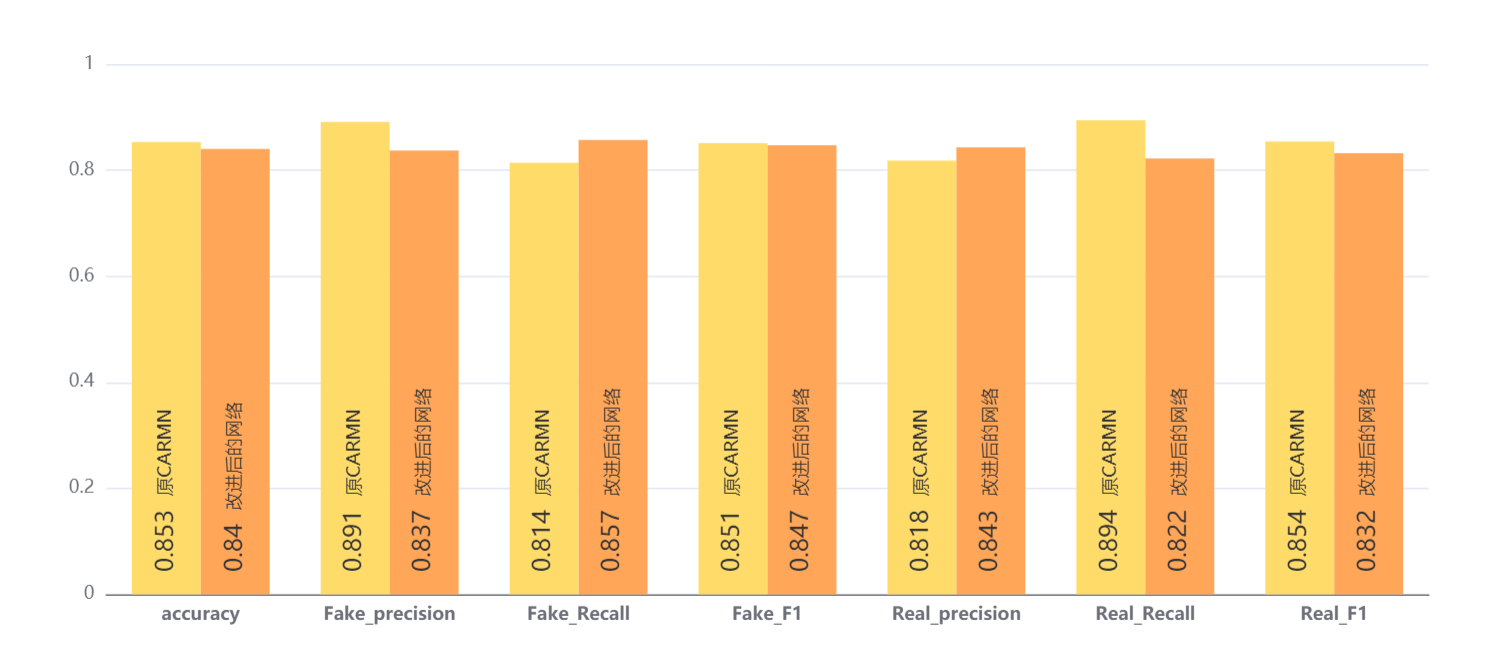 1
0.8
0.6
0.4
0.2
0
0.853 原CARMN
0.84 改进后的网络
0.891 原CARMN
0.837 改进后的网络
0.814 原CARMN
0.857 改进后的网络
0.851 原CARMN
0.847 改进后的网络
0.818 原CARMN
0.843 改进后的网络
0.894 原CARMN
0.822 改进后的网络
0.854 原CARMN
0.832 改进后的网络
accuracy
Fake_precision
Fake_Recall
Fake_F1
Real_precision
Real_Recall
Real_F1